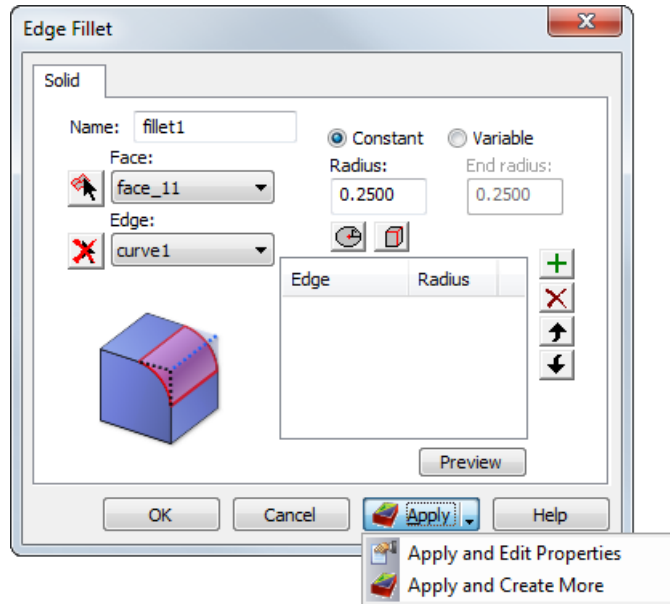 Edge Fillet
Solid
Name: fillet1
Constant Variable
Face:
Radius: End radius:
face_11
0.2500 0.2500
Edge:
curve1
Edge Radius
Preview
OK Cancel Apply Help
Apply and Edit Properties
Apply and Create More